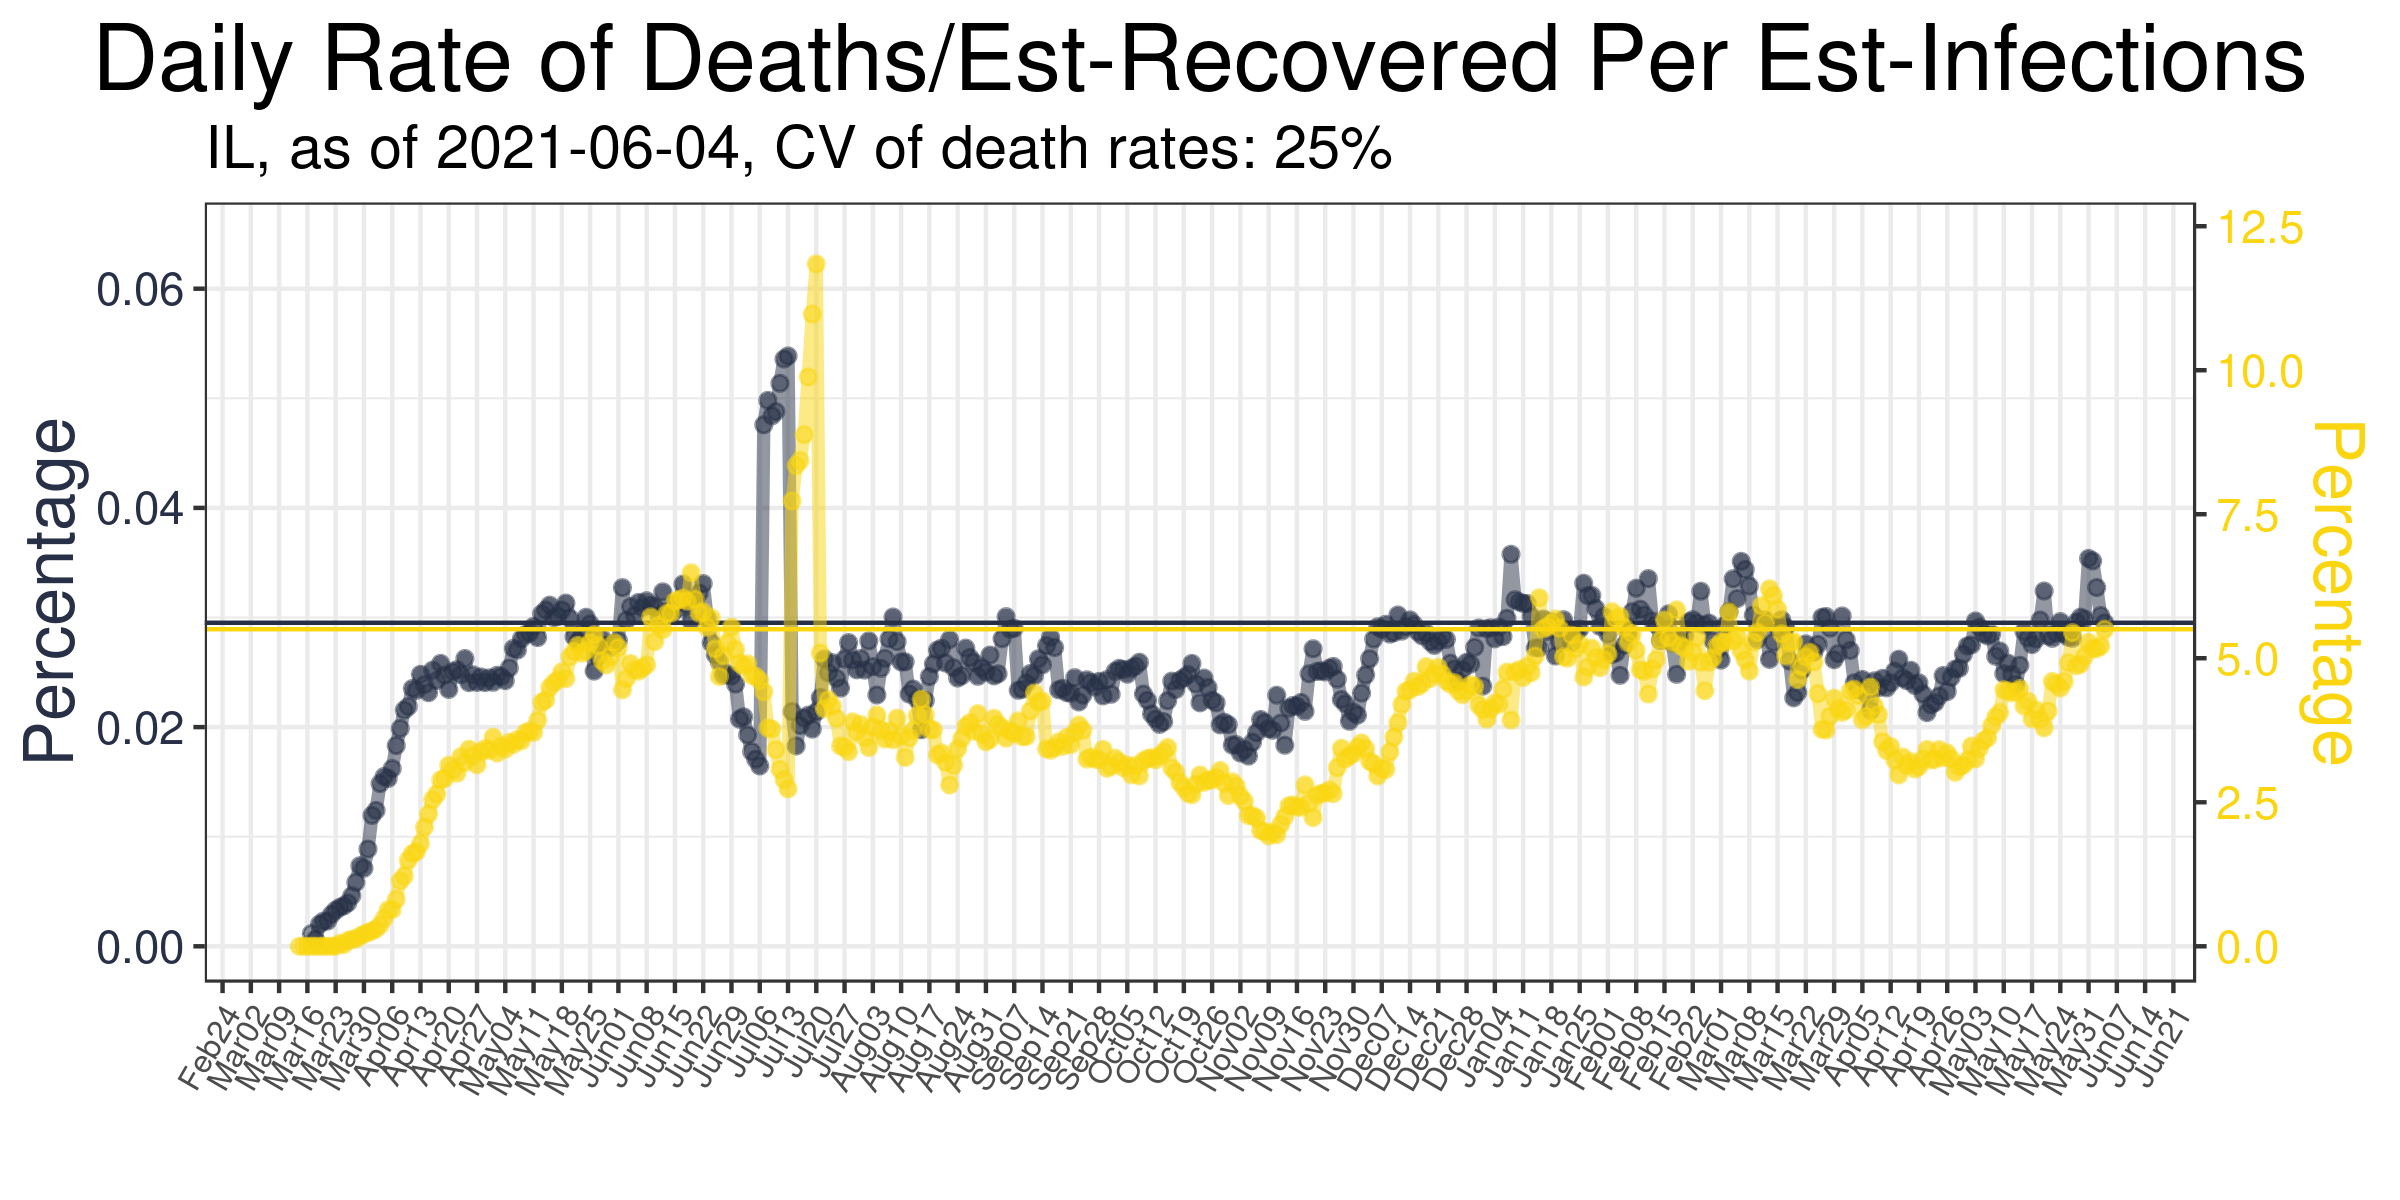 Daily Rate of Deaths/Est-Recovered Per Est-Infections
IL, as of 2021-06-04, CV of death rates: 25%
Percentage
0.06
0.04
0.02
0.00
12.5
10.0
7.5
5.0
2.5
0.0
Percentage
Feb24
Mar02
Mar09
Mar16
Mar23
Mar30
Apr06
Apr13
Apr20
Apr27
May04
May11
May18
May25
Jun01
Jun08
Jun15
Jun22
Jun29
Jul06
Jul13
Jul20
Jul27
Aug03
Aug10
Aug17
Aug24
Aug31
Sep07
Sep14
Sep21
Sep28
Oct05
Oct12
Oct19
Oct26
Nov02
Nov09
Nov16
Nov23
Nov30
Dec07
Dec14
Dec21
Dec28
Jan04
Jan11
Jan18
Jan25
Feb01
Feb08
Feb15
Feb22
Mar01
Mar08
Mar15
Mar22
Mar29
Apr05
Apr12
Apr19
Apr26
May03
May10
May17
May24
May31
Jun07
Jun14
Jun21